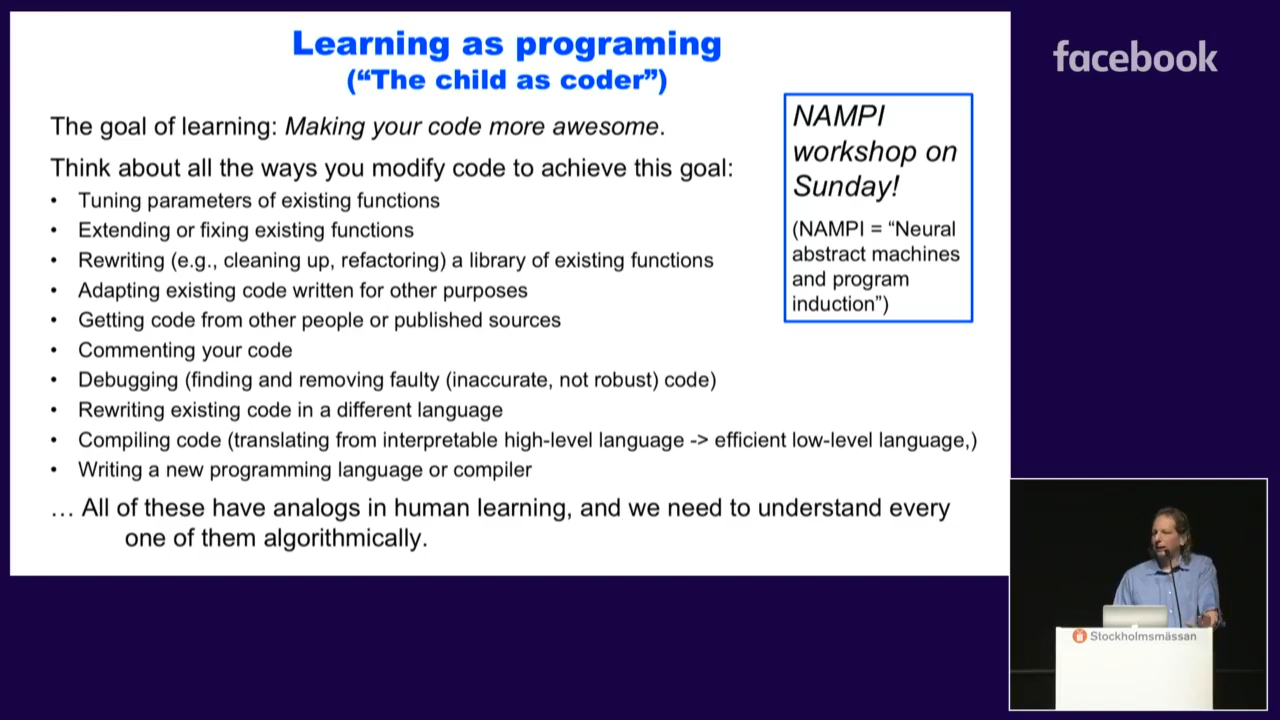 Learning as programing
(“The child as coder”)
facebook
The goal of learning: Making your code more awesome.
Think about all the ways you modify code to achieve this goal:
• Tuning parameters of existing functions
• Extending or fixing existing functions
• Rewriting (e.g., cleaning up, refactoring) a library of existing functions
• Adapting existing code written for other purposes
• Getting code from other people or published sources
• Commenting your code
• Debugging (finding and removing faulty (inaccurate, not robust) code)
• Rewriting existing code in a different language
• Compiling code (translating from interpretable high-level language -> efficient low-level language,)
• Writing a new programming language or compiler
… All of these have analogs in human learning, and we need to understand every
one of them algorithmically.
NAMPI
workshop on
Sunday!
(NAMPI = “Neural
abstract machines
and program
induction”)
Stockholmsmässan